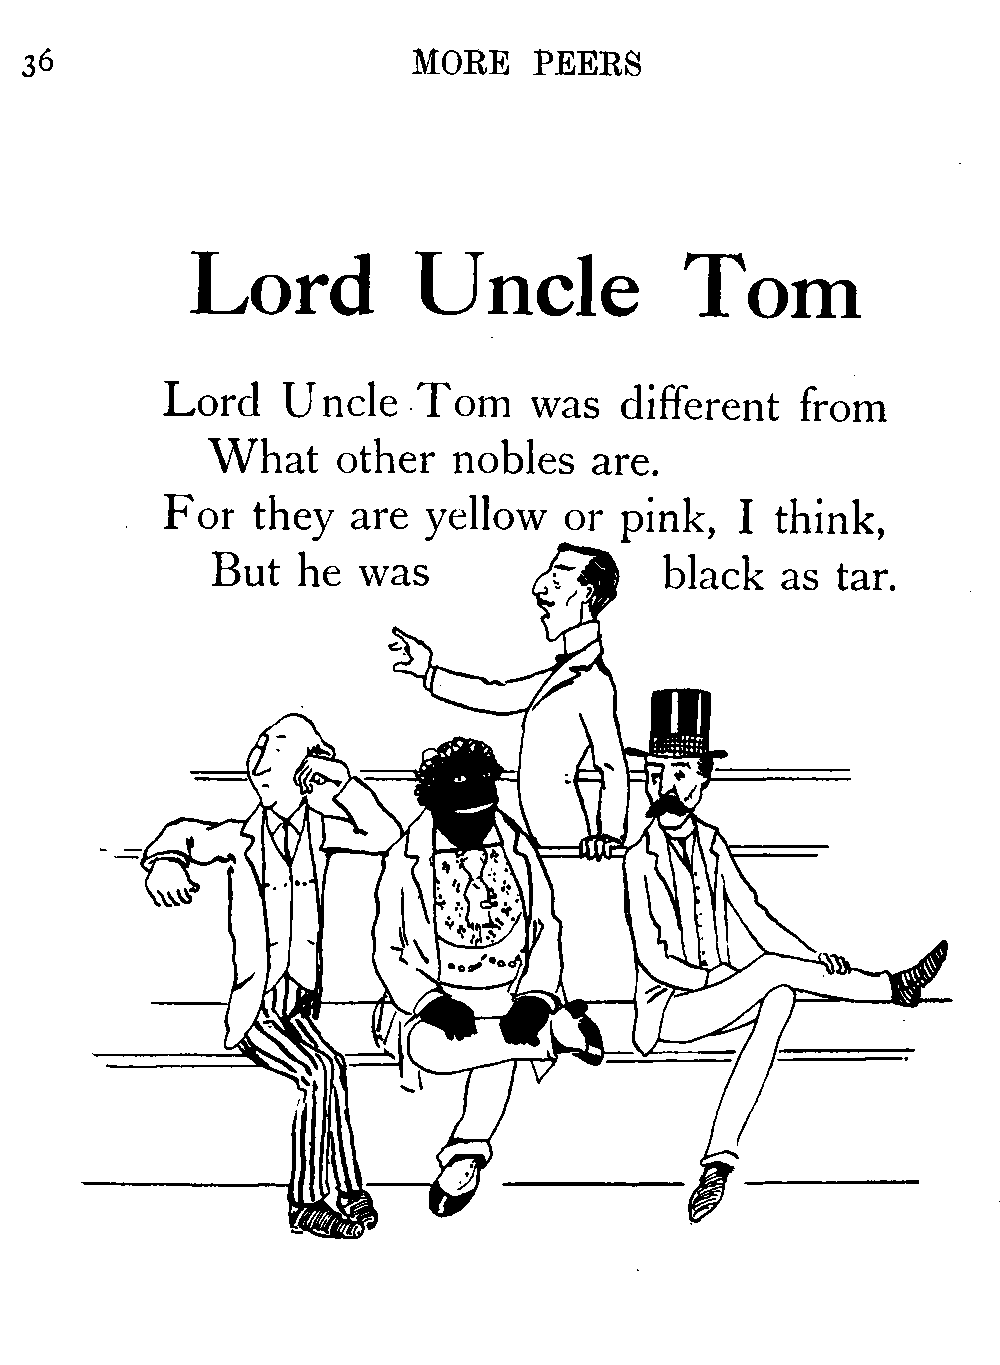 36 MORE PEERS
Lord Uncle Tom
Lord Uncle Tom was different from
What other nobles are.
For they are yellow or pink, I think,
But he was black as tar.